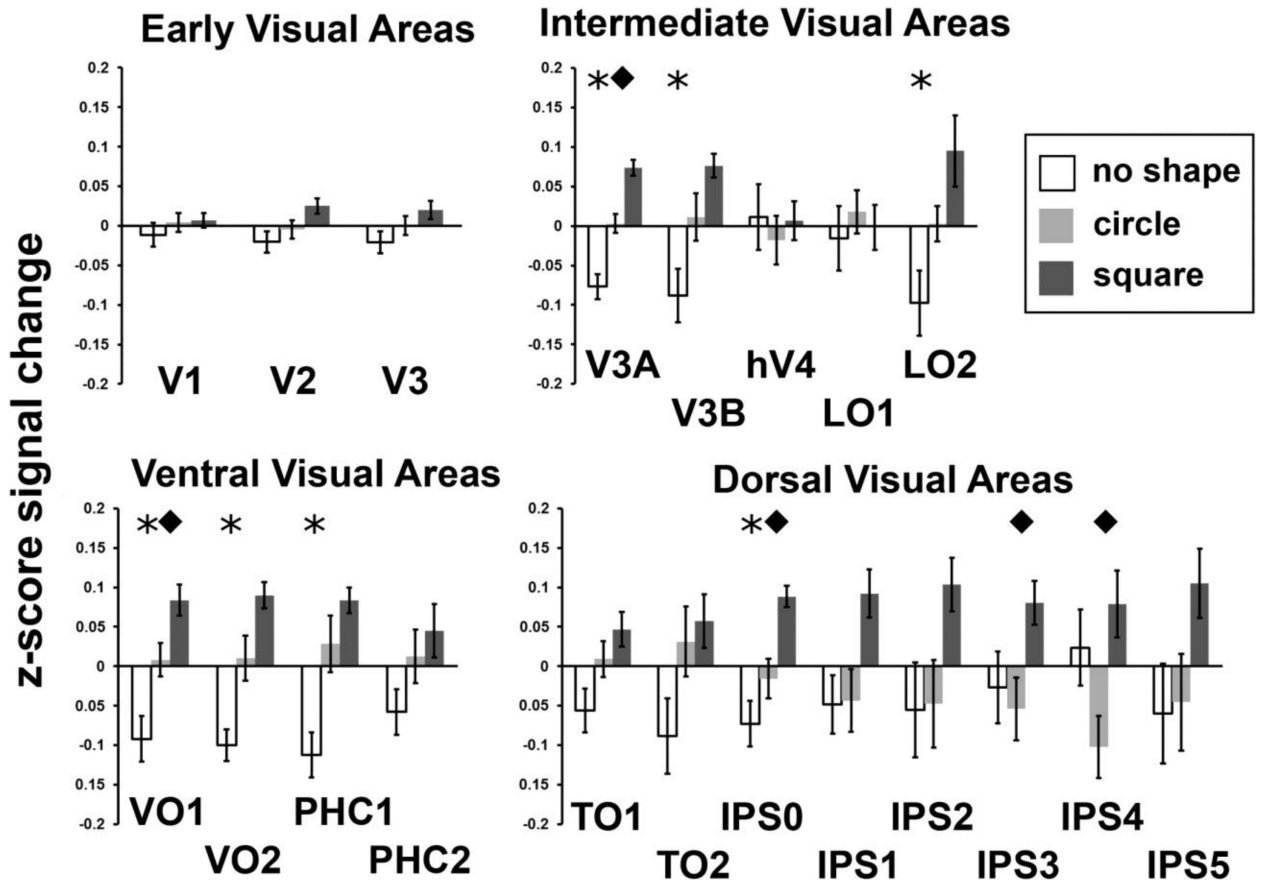 z-score signal change
Early Visual Areas
0.2
0.15
0.1
0.05
0
-0.05
-0.1
-0.15
-0.2
V1 V2 V3
Intermediate Visual Areas
0.2
0.15
0.1
0.05
0
-0.05
-0.1
-0.15
-0.2
* ◆ * *
V3A hV4 LO2
V3B LO1
no shape
circle
square
Ventral Visual Areas
0.2
0.15
0.1
0.05
0
0.05
-0.1
0.15
-0.2
* ◆ * *
VO1 PHC1
VO2 PHC2
Dorsal Visual Areas
0.2
0.15
0.1
0.05
0
0.05
-0.1
0.15
-0.2
* ◆ ◆ ◆
TO1 IPS0 IPS2 IPS4
TO2 IPS1 IPS3 IPS5